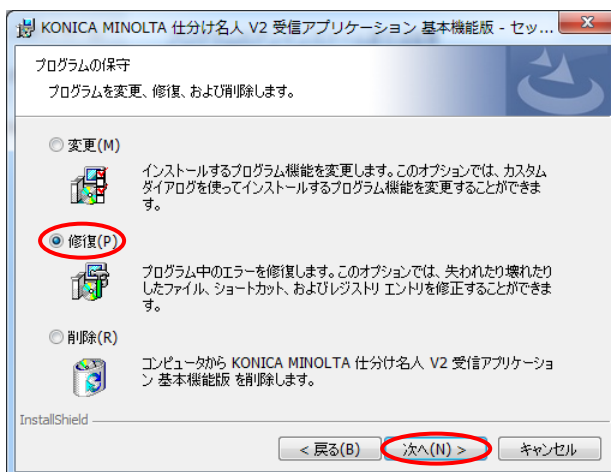 KONICA MINOLTA 仕分け名人 V2 受信アプリケーション 基本機能版 - セッ...
プログラムの保守
プログラムを変更、修復、および削除します。
変更(M)
インストールするプログラム機能を変更します。このオプションでは、カスタム
ダイアログを使ってインストールするプログラム機能を変更することができま
す。
修復(P)
プログラム中のエラーを修復します。このオプションでは、失われたり壊れたり
したファイル、ショートカット、およびレジストリ エントリを修正することができま
す。
削除(R)
コンピュータから KONICA MINOLTA 仕分け名人 V2 受信アプリケーショ
ン 基本機能版 を削除します。
InstallShield
< 戻る(B)
次へ(N) >
キャンセル